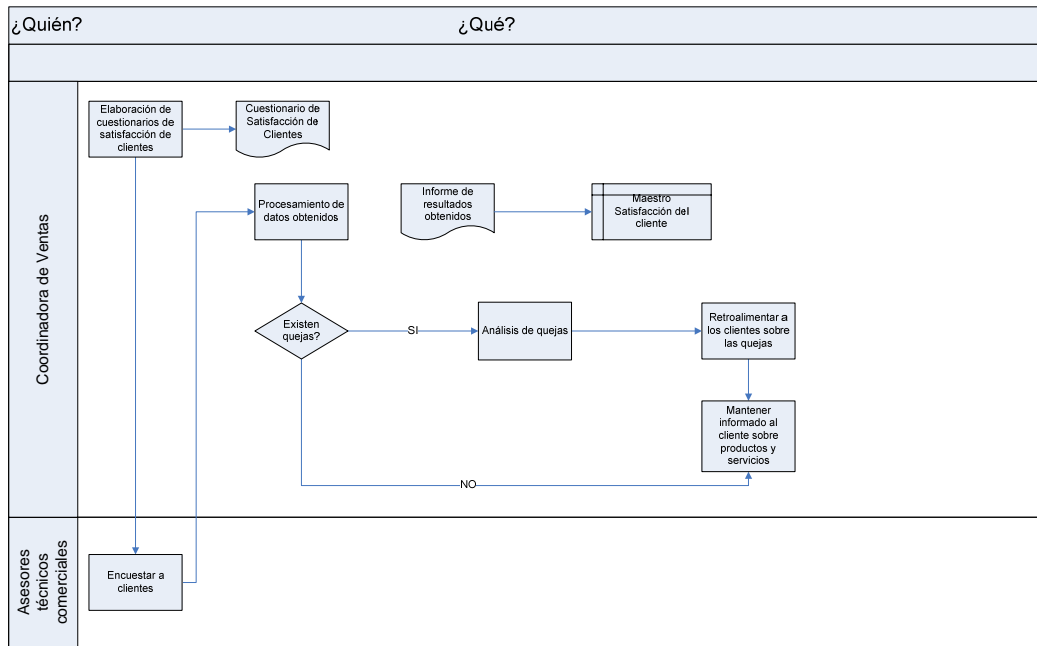 ¿Quién?
¿Qué?
Coordinadora de Ventas
Elaboración de
cuestionarios de
satisfacción de
clientes
Cuestionario de
Satisfacción de
Clientes
Procesamiento de
datos obtenidos
Informe de
resultados
obtenidos
Maestro
Satisfacción del
cliente
Existen
quejas?
SI
Análisis de quejas
Retroalimentar a
los clientes sobre
las quejas
Mantener
informado al
cliente sobre
productos y
servicios
NO
Asesores
técnicos
comerciales
Encuestar a
clientes